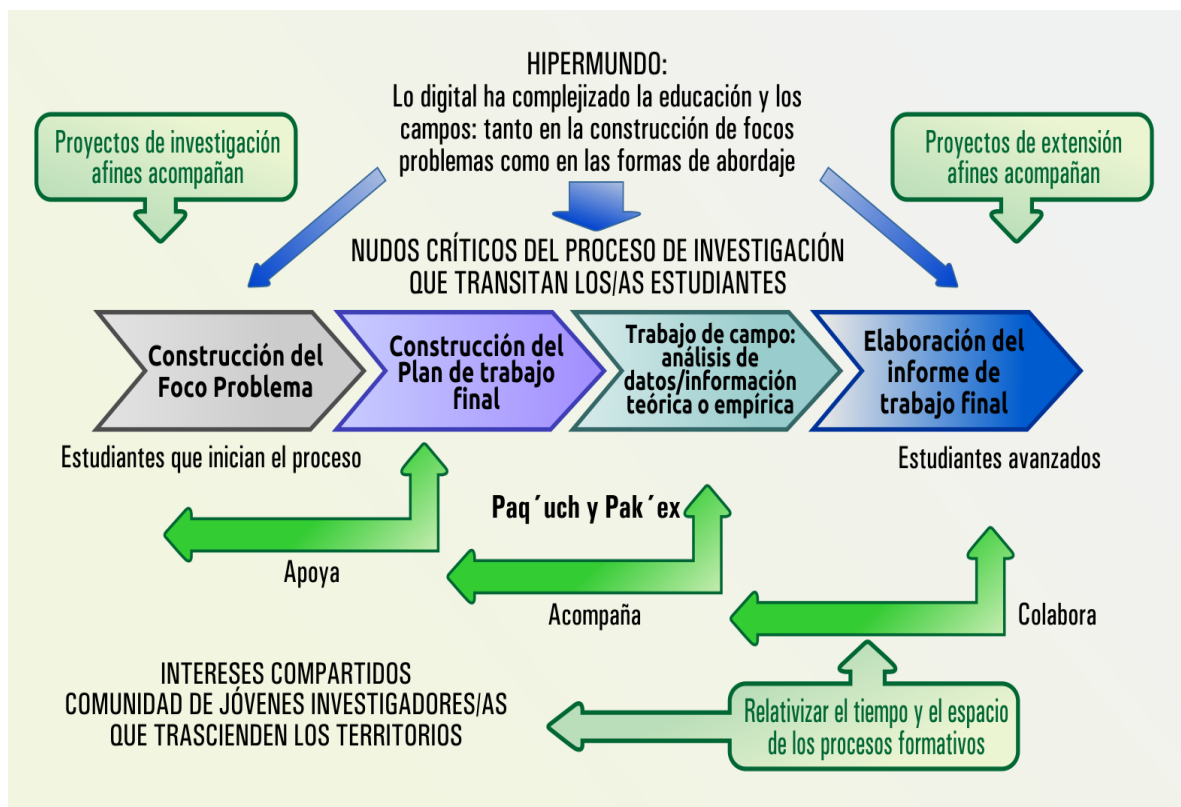 HIPERMUNDO:
Lo digital ha complejizado la educación y los
campos: tanto en la construcción de focos
problemas como en las formas de abordaje
Proyectos de investigación
afines acompañan
Proyectos de extensión
afines acompañan
NUDOS CRÍTICOS DEL PROCESO DE INVESTIGACIÓN
QUE TRANSITAN LOS/AS ESTUDIANTES
Construcción del
Foco Problema
Construcción del
Plan de trabajo
final
Trabajo de campo:
análisis de
datos/información
teórica o empírica
Elaboración del
informe de
trabajo final
Estudiantes que inician el proceso
Estudiantes avanzados
Paq´uch y Pak´ex
Apoya
Acompaña
Colabora
INTERESES COMPARTIDOS
COMUNIDAD DE JÓVENES INVESTIGADORES/AS
QUE TRASCIENDEN LOS TERRITORIOS
Relativizar el tiempo y el espacio
de los procesos formativos